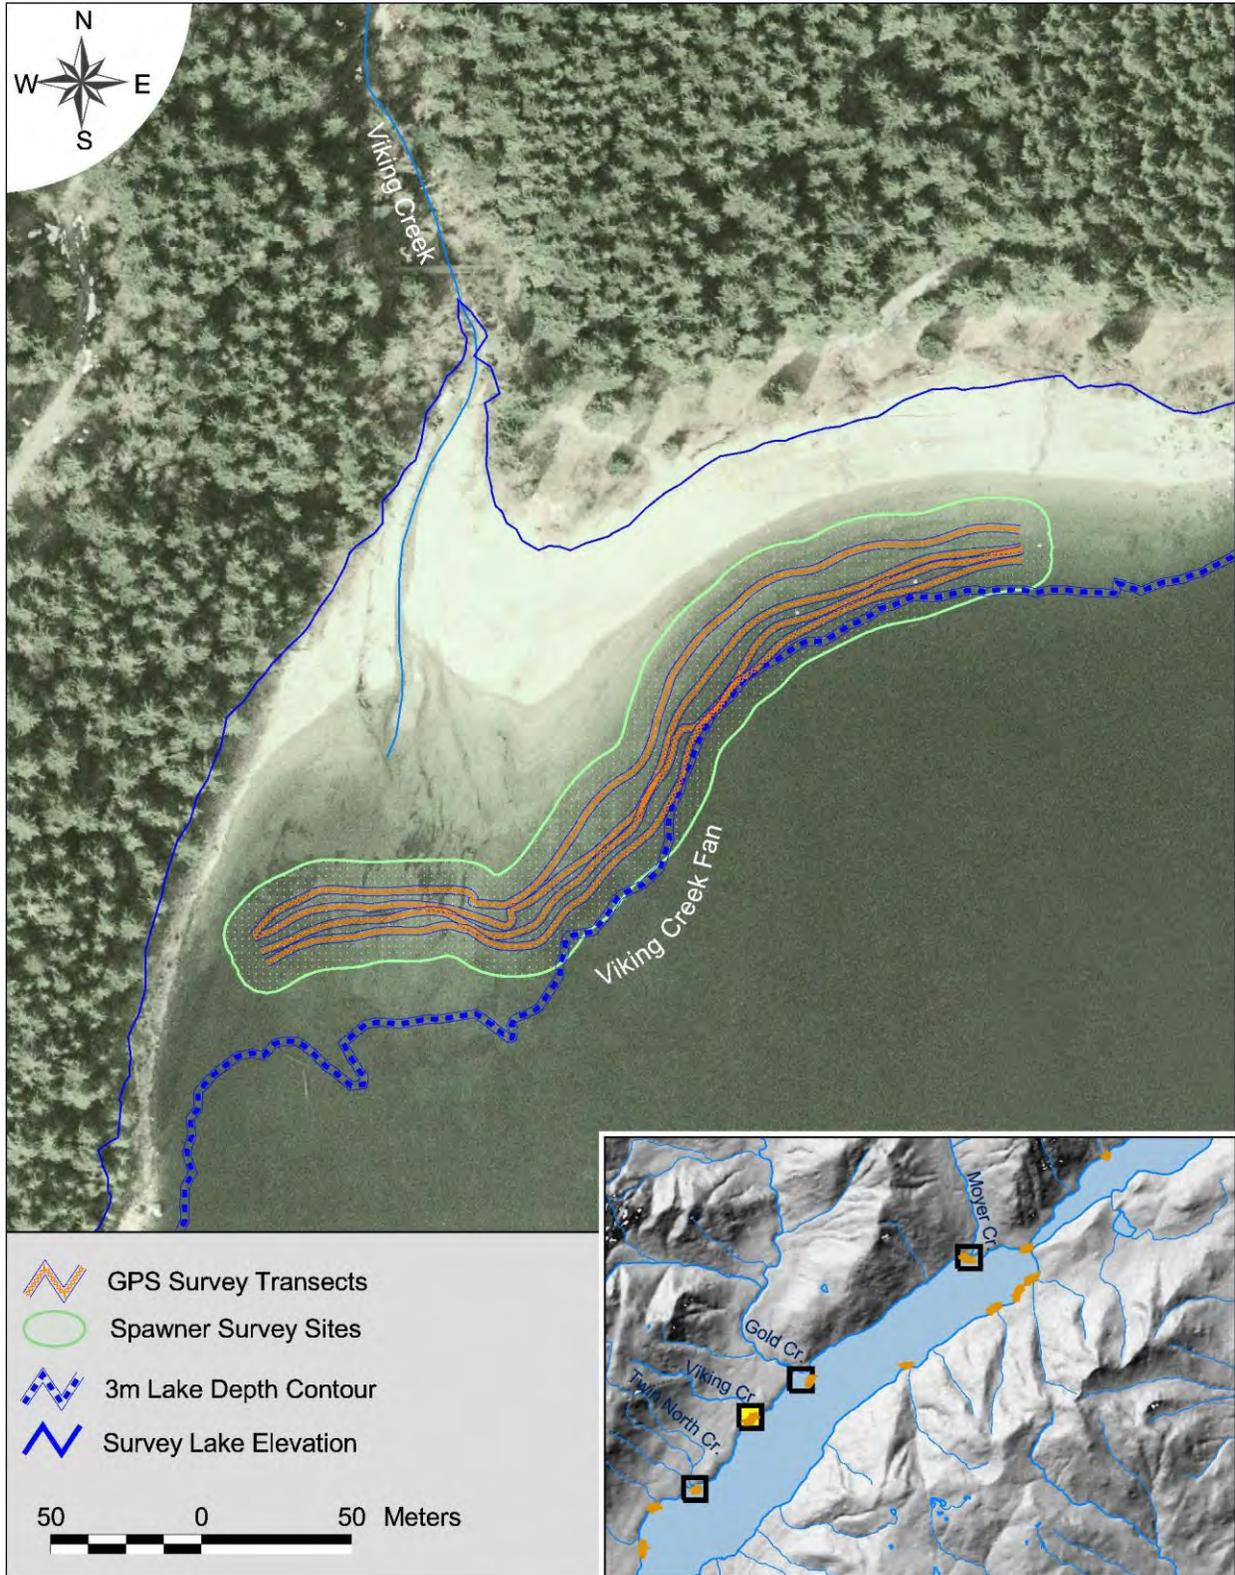 N
W E
S
Viking Creek
Viking Creek Fan
GPS Survey Transects
Spawner Survey Sites
3m Lake Depth Contour
Survey Lake Elevation
50 0 50 Meters
Moyer Cr.
Gold Cr.
Viking Cr.
Twin North Cr.